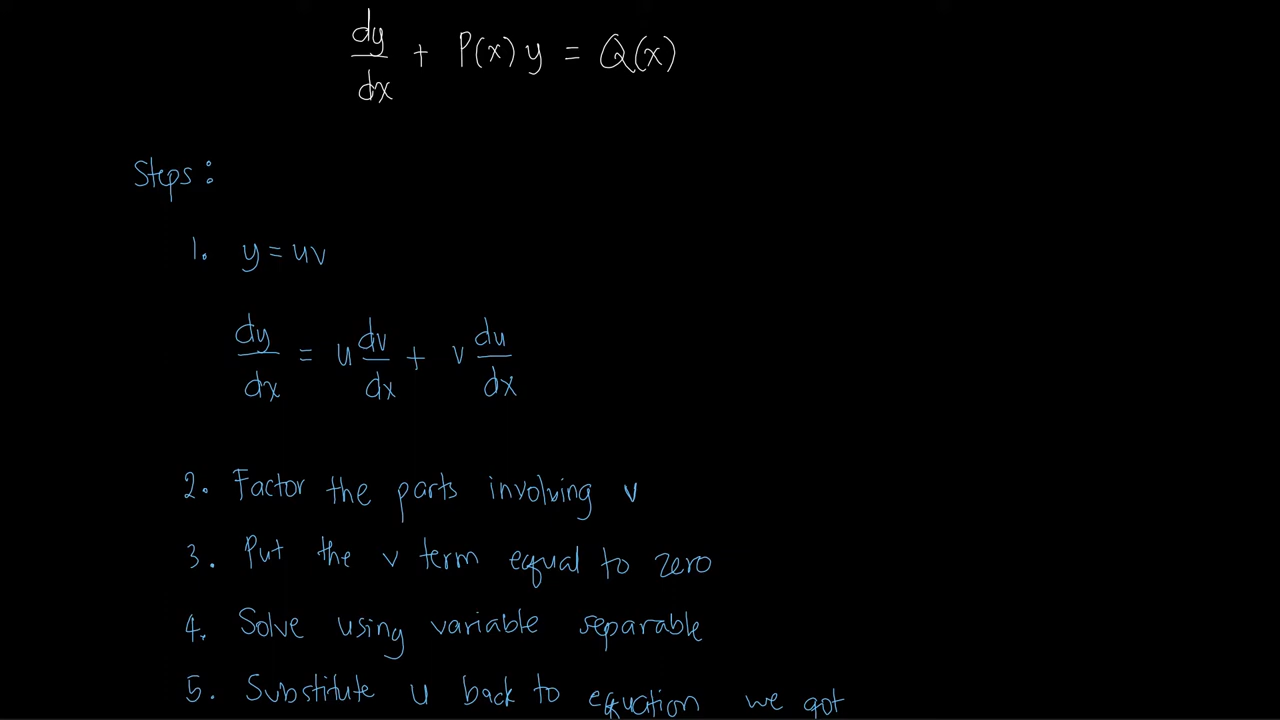 dy/dx + P(x) y = Q(x)
Steps:
1. y = uv
dy/dx = u dv/dx + v du/dx
2. Factor the parts involving v
3. Put the v term equal to zero
4. Solve using variable separable
5. Substitute u back to equation we got